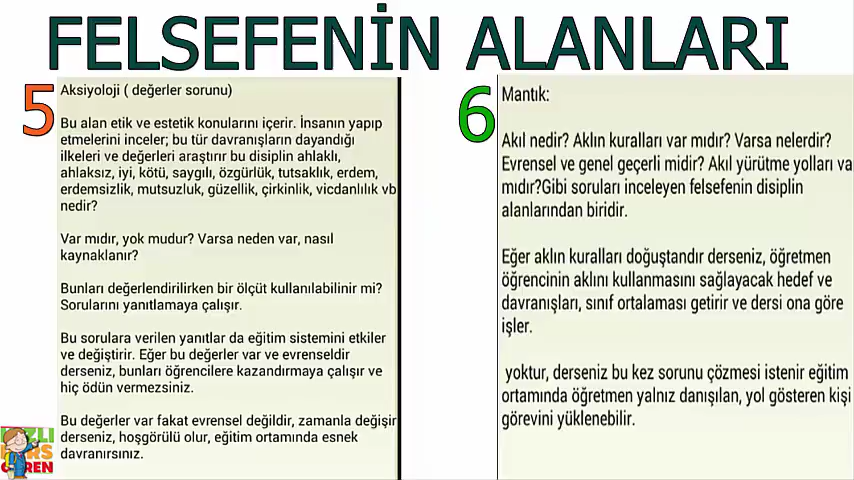 FELSEFENİN ALANLARI
5
Aksiyoloji ( değerler sorunu)
Bu alan etik ve estetik konularını içerir. İnsanın yapıp
etmelerini inceler; bu tür davranışların dayandığı
ilkeleri ve değerleri araştırır bu disiplin ahlaklı,
ahlaksız, iyi, kötü, saygılı, özgürlük, tutsaklık, erdem,
erdemsizlik, mutsuzluk, güzellik, çirkinlik, vicdanlılık vb
nedir?
Var mıdır, yok mudur? Varsa neden var, nasıl
kaynaklanır?
Bunları değerlendirilirken bir ölçüt kullanılabilinir mi?
Sorularını yanıtlamaya çalışır.
Bu sorulara verilen yanıtlar da eğitim sistemini etkiler
ve değiştirir. Eğer bu değerler var ve evrenseldir
derseniz, bunları öğrencilere kazandırmaya çalışır ve
hiç ödün vermezsiniz.
Bu değerler var fakat evrensel değildir, zamanla değişir
derseniz, hoşgörülü olur, eğitim ortamında esnek
davranırsınız.
6
Mantık:
Akıl nedir? Aklın kuralları var mıdır? Varsa nelerdir?
Evrensel ve genel geçerli midir? Akıl yürütme yolları va
mıdır?Gibi soruları inceleyen felsefenin disiplin
alanlarından biridir.
Eğer aklın kuralları doğuştandır derseniz, öğretmen
öğrencinin aklını kullanmasını sağlayacak hedef ve
davranışları, sınıf ortalaması getirir ve dersi ona göre
işler.
yoktur, derseniz bu kez sorunu çözmesi istenir eğitim
ortamında öğretmen yalnız danışılan, yol gösteren kişi
görevini yüklenebilir.